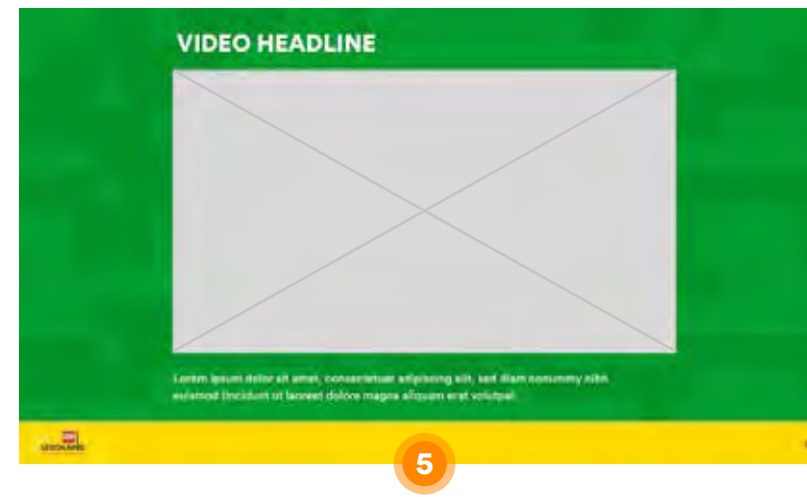 VIDEO HEADLINE
Lorem ipsum dolor sit amet, consectetuer adipiscing elit, sed diam nonummy nibh
euismod tincidunt ut laoreet dolore magna aliquam erat volutpat.
LEGOLAND
5